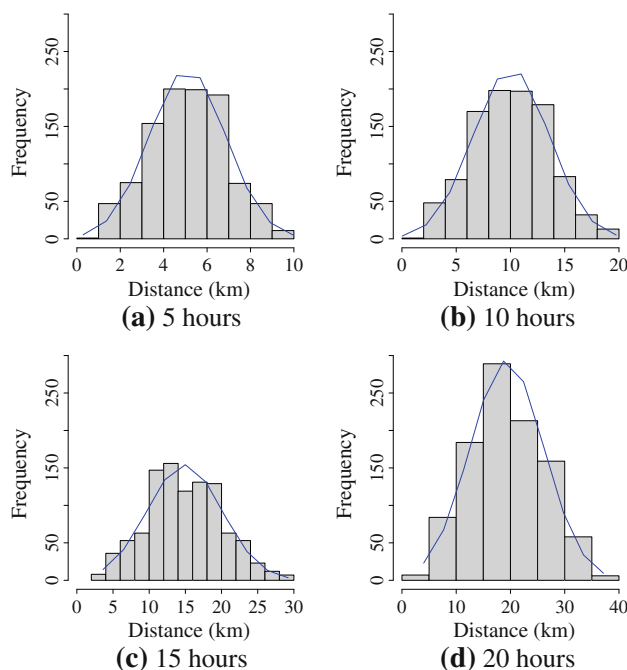 50 150 250
Frequency
0 2 4 6 8 10
Distance (km)
(a) 5 hours
0 50 150 250
Frequency
0 5 10 15 20
Distance (km)
(b) 10 hours
0 50 150 250
Frequency
0 5 10 15 20 25 30
Distance (km)
(c) 15 hours
0 50 150 250
Frequency
0 10 20 30 40
Distance (km)
(d) 20 hours